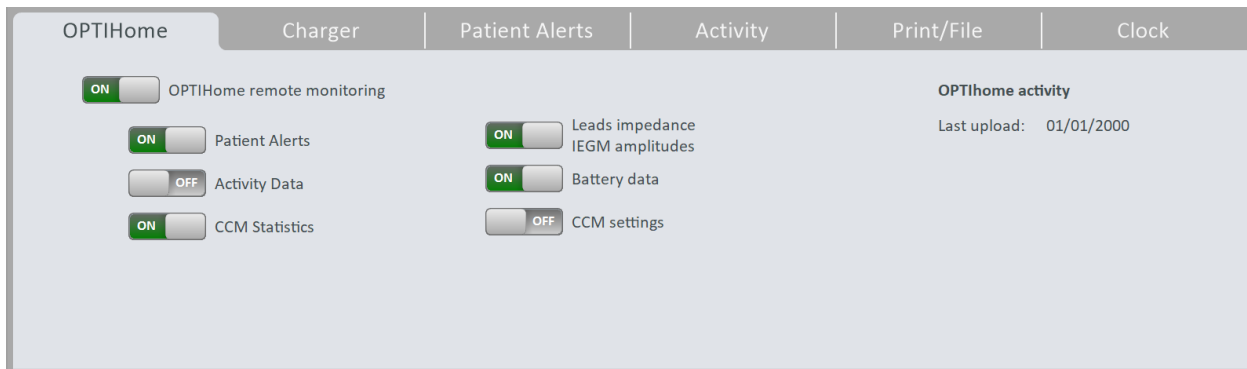 OPTIHome Charger Patient Alerts Activity Print/File Clock
ON OPTIHome remote monitoring
ON Patient Alerts
OFF Activity Data
ON CCM Statistics
ON Leads impedance
IEGM amplitudes
ON Battery data
OFF CCM settings
OPTIhome activity
Last upload: 01/01/2000